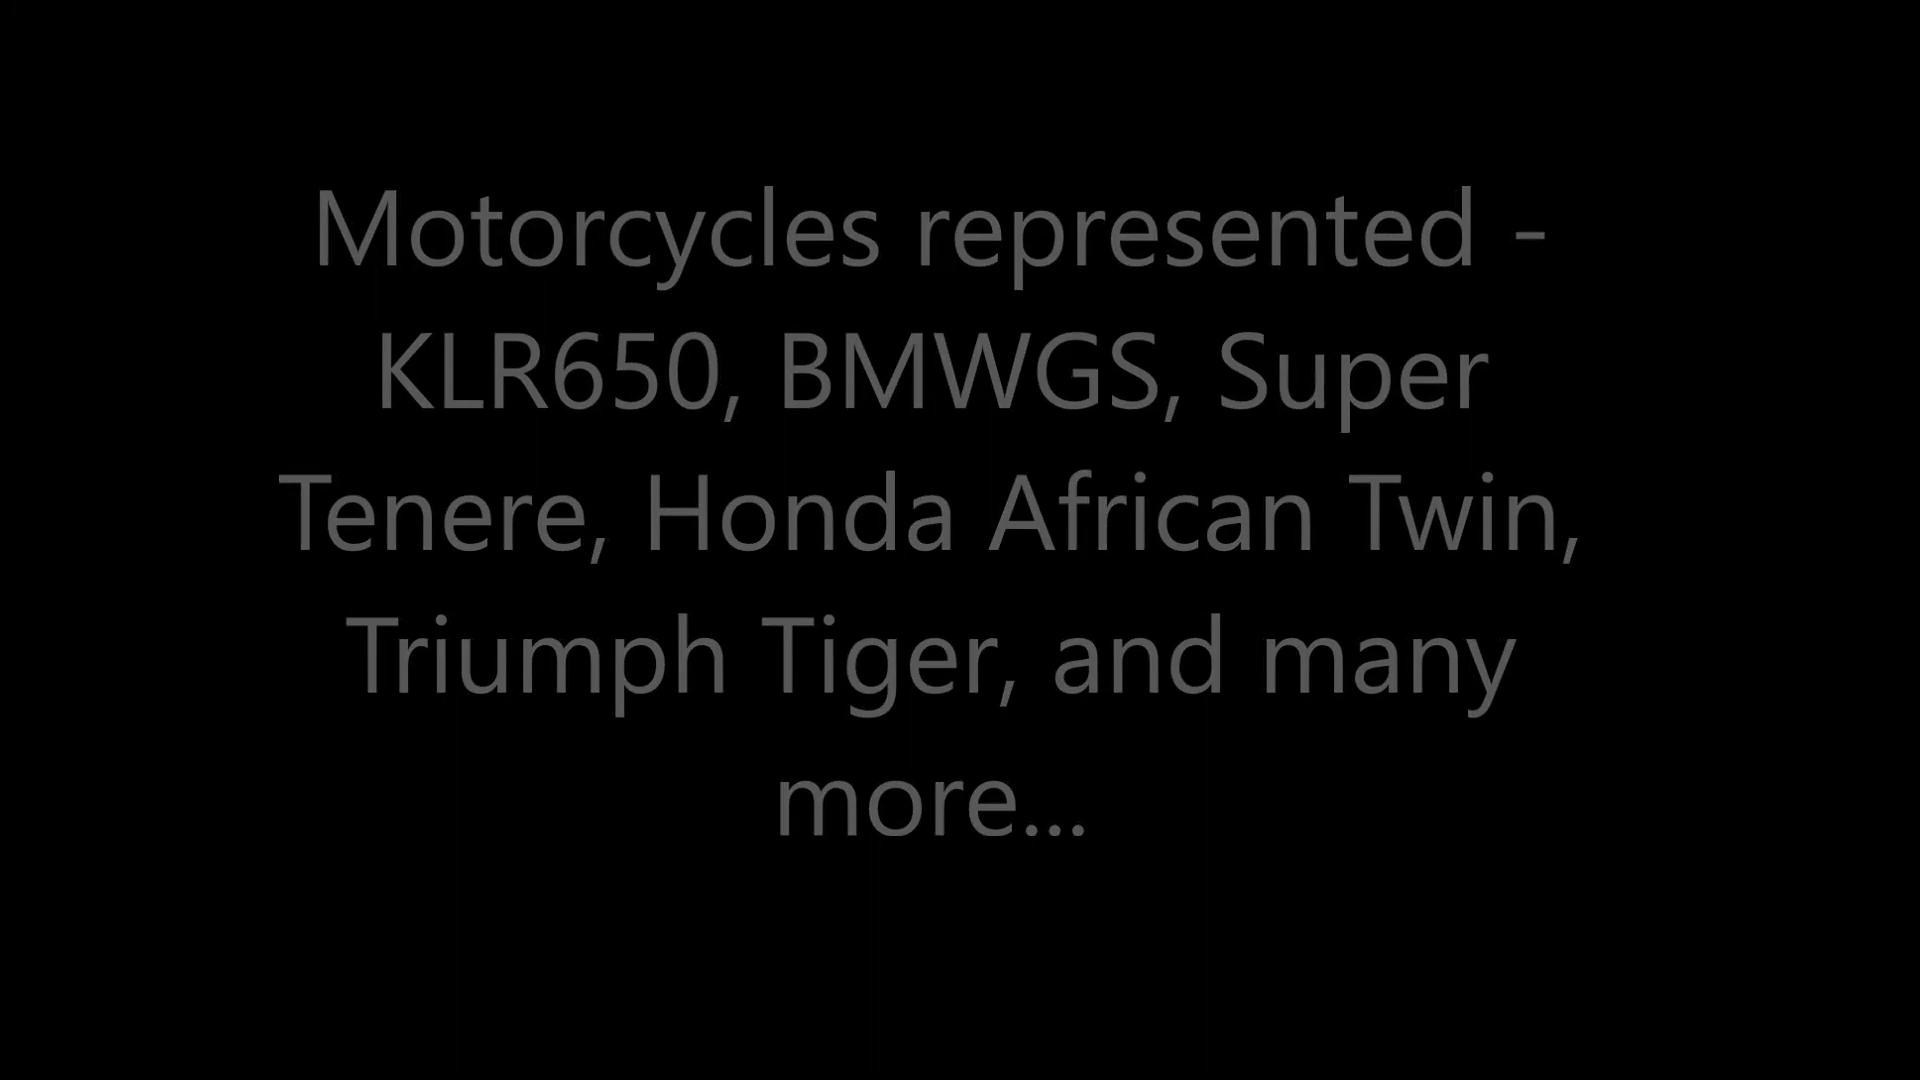 Motorcycles represented -
KLR650, BMWGS, Super
Tenere, Honda African Twin,
Triumph Tiger, and many
more...